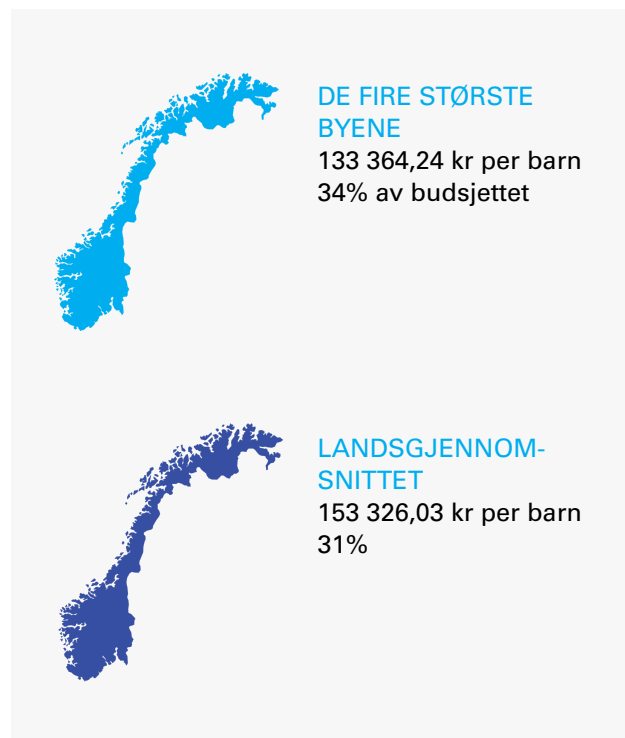 DE FIRE STØRSTE
BYENE
133 364,24 kr per barn
34% av budsjettet
LANDSGJENNOM-
SNITTET
153 326,03 kr per barn
31%